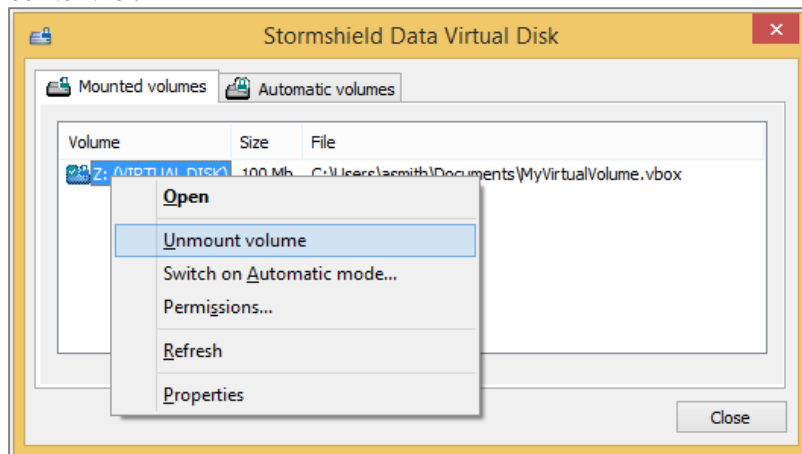 Stormshield Data Virtual Disk
Mounted volumes Automatic volumes
Volume Size File
Z: (VIRTUAL DISK) 100 Mb C:\Users\asmith\Documents\MyVirtualVolume.vbox
Open
Unmount volume
Switch on Automatic mode...
Permissions...
Refresh
Properties
Close